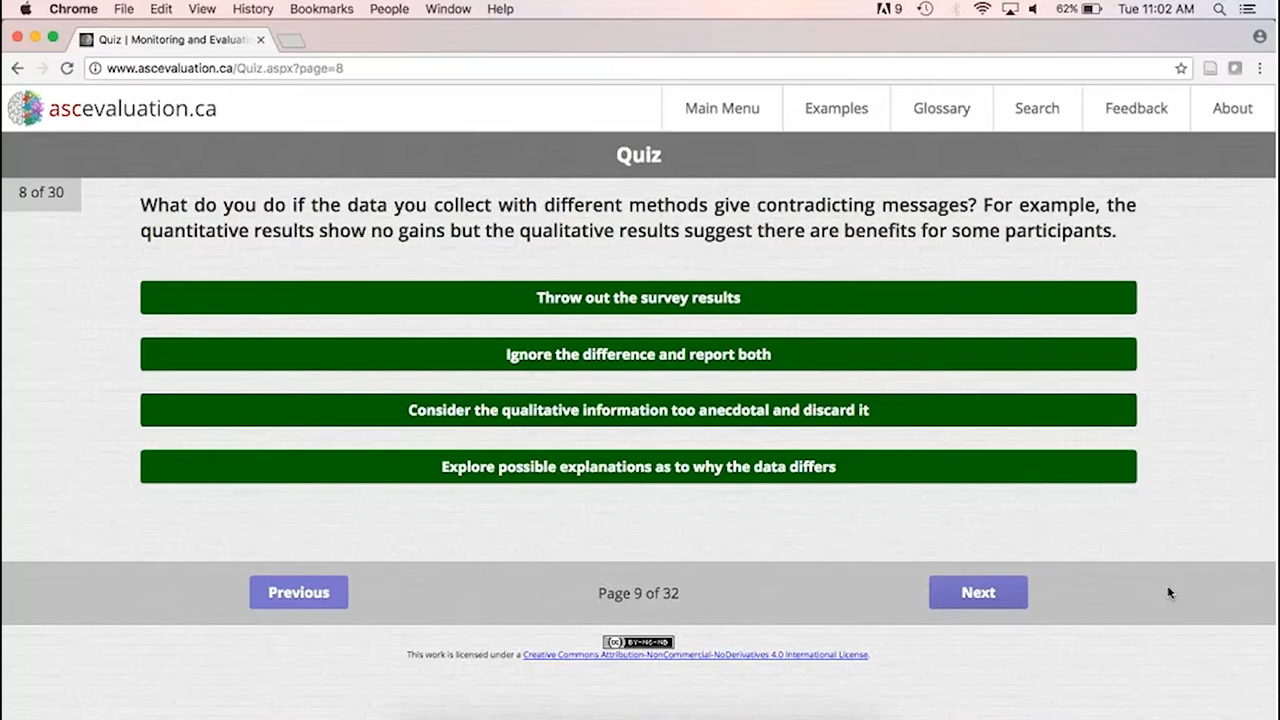 Chrome File Edit View History Bookmarks People Window Help 9 62% Tue 11:02 AM
Quiz | Monitoring and Evaluati
www.ascevaluation.ca/Quiz.aspx?page=8
ascevaluation.ca Main Menu Examples Glossary Search Feedback About
Quiz
8 of 30
What do you do if the data you collect with different methods give contradicting messages? For example, the
quantitative results show no gains but the qualitative results suggest there are benefits for some participants.
Throw out the survey results
Ignore the difference and report both
Consider the qualitative information too anecdotal and discard it
Explore possible explanations as to why the data differs
Previous Page 9 of 32 Next
cc BY-NC-ND
This work is licensed under a Creative Commons Attribution-NonCommercial-NoDerivatives 4.0 International License.